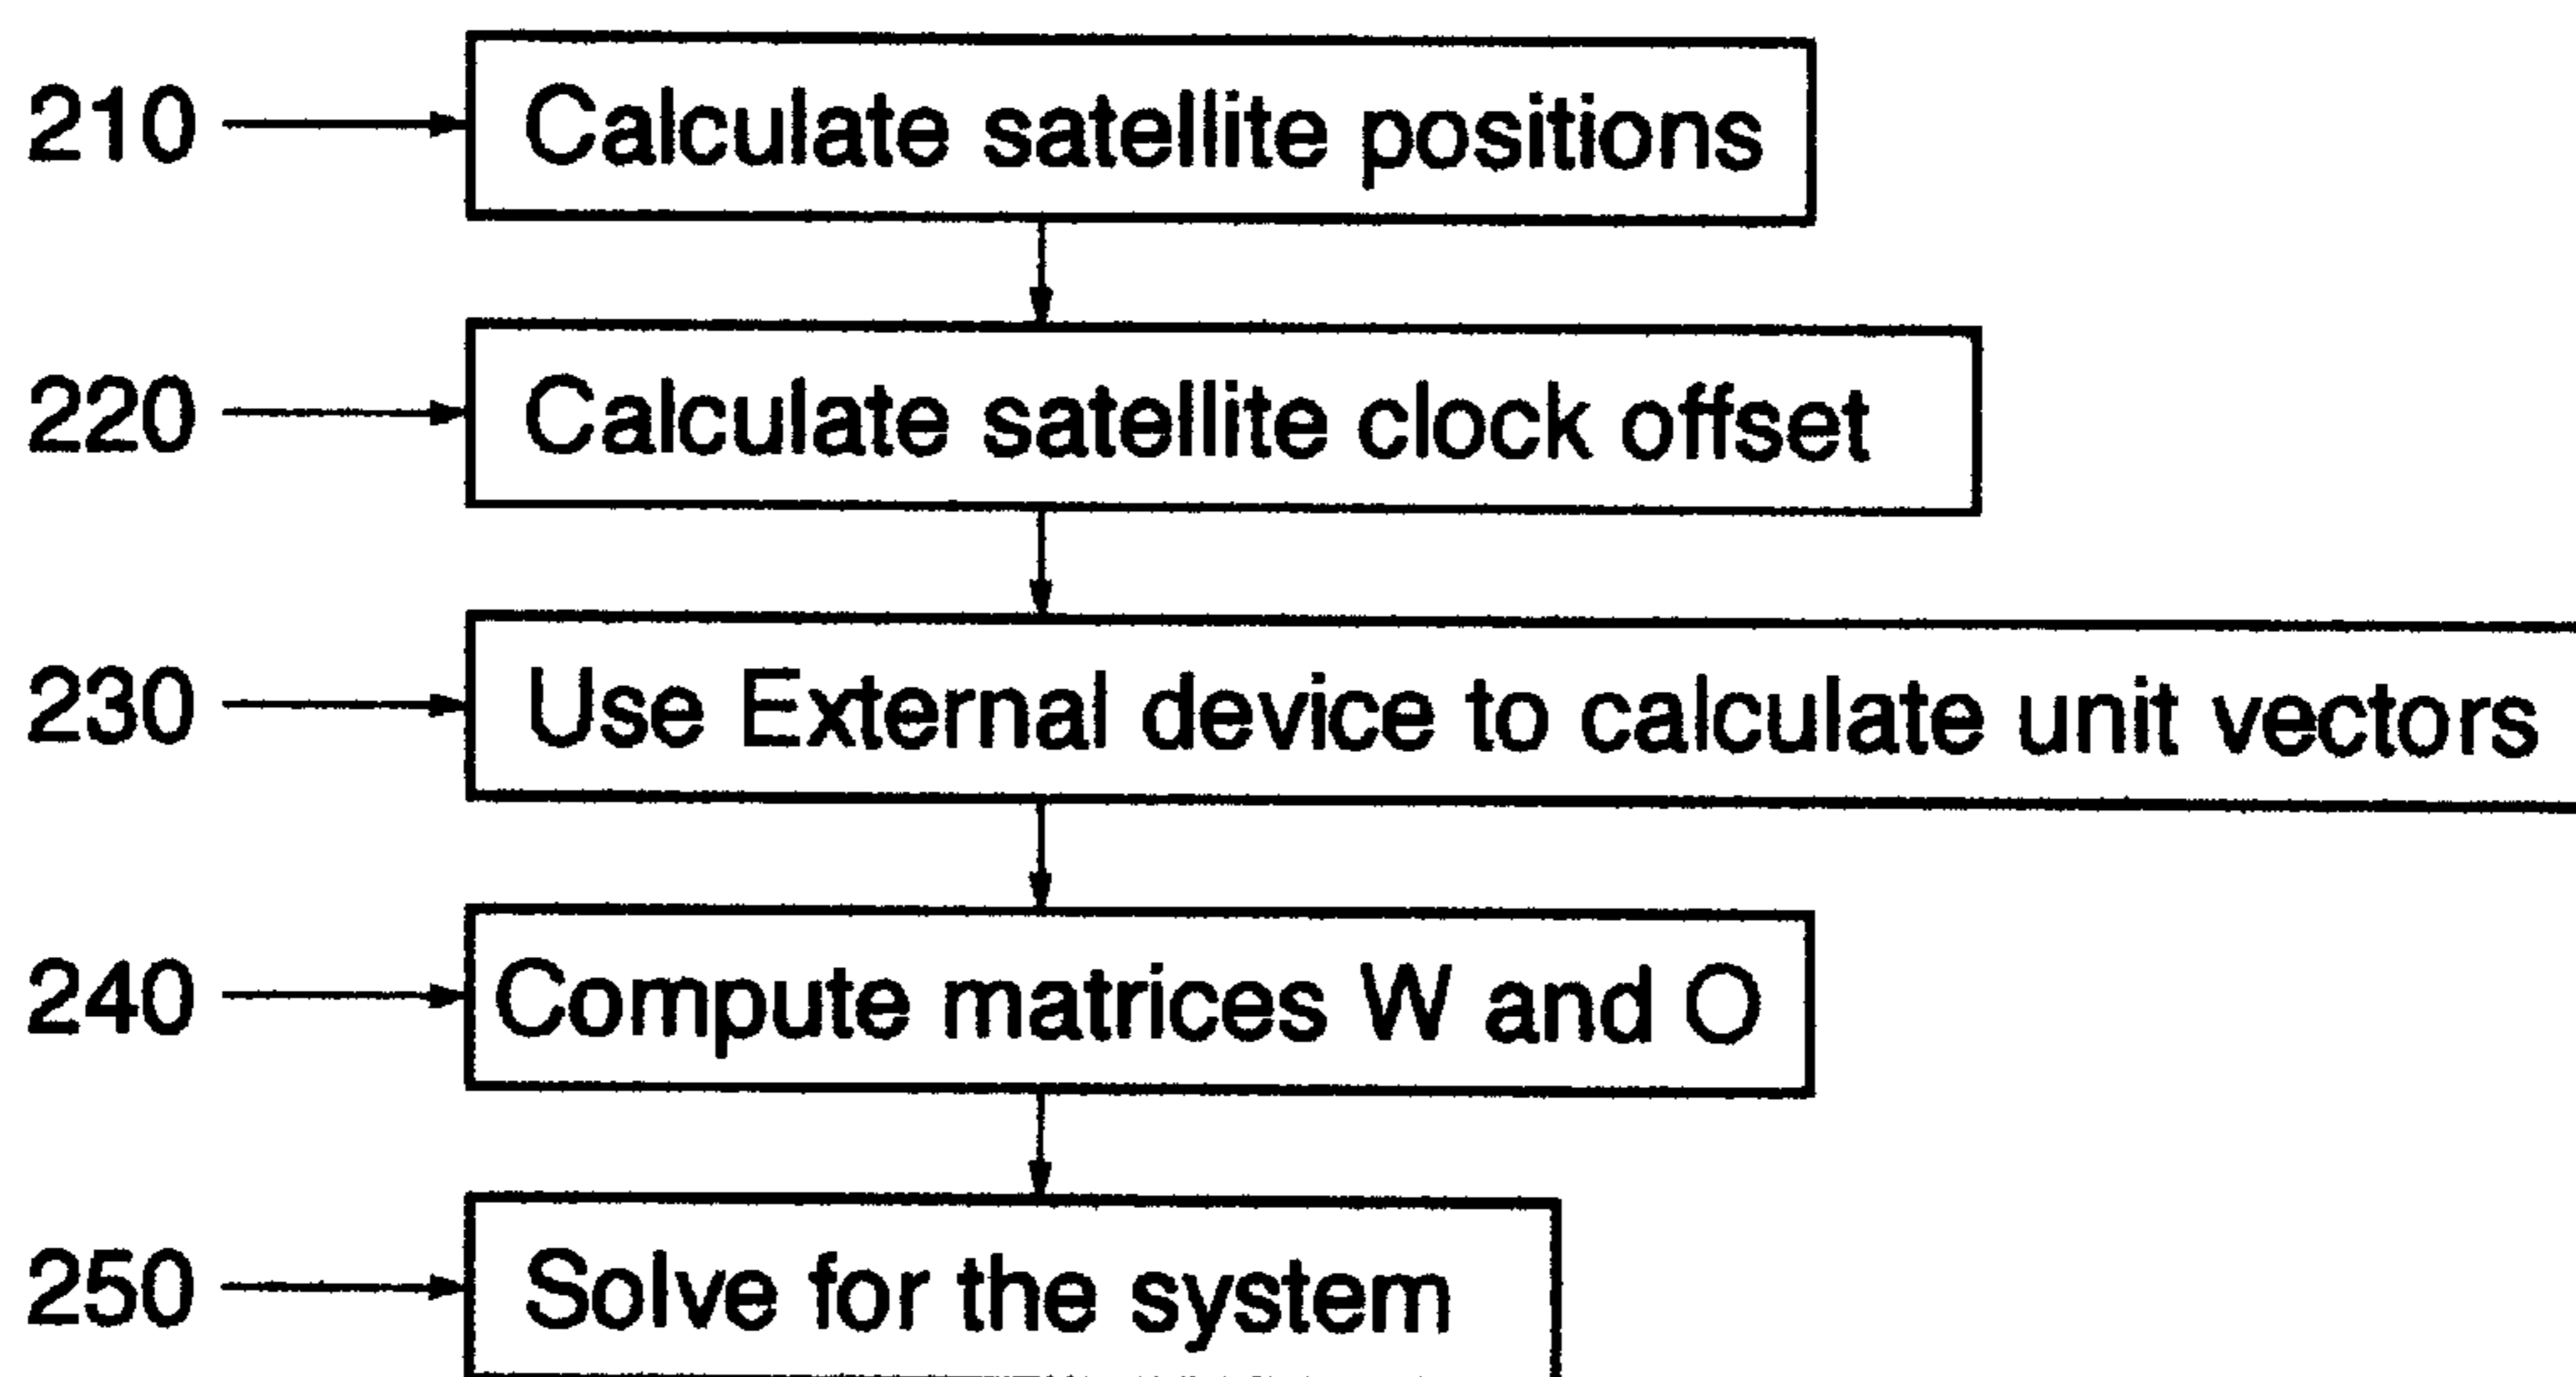 210 Calculate satellite positions
220 Calculate satellite clock offset
230 Use External device to calculate unit vectors
240 Compute matrices W and O
250 Solve for the system